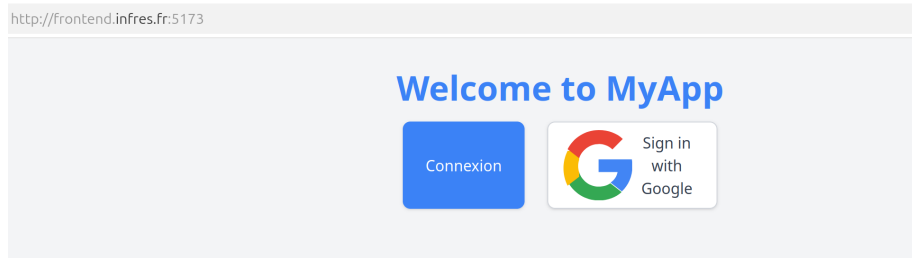 http://frontend.infres.fr:5173
Welcome to MyApp
Connexion
Sign in
with
Google